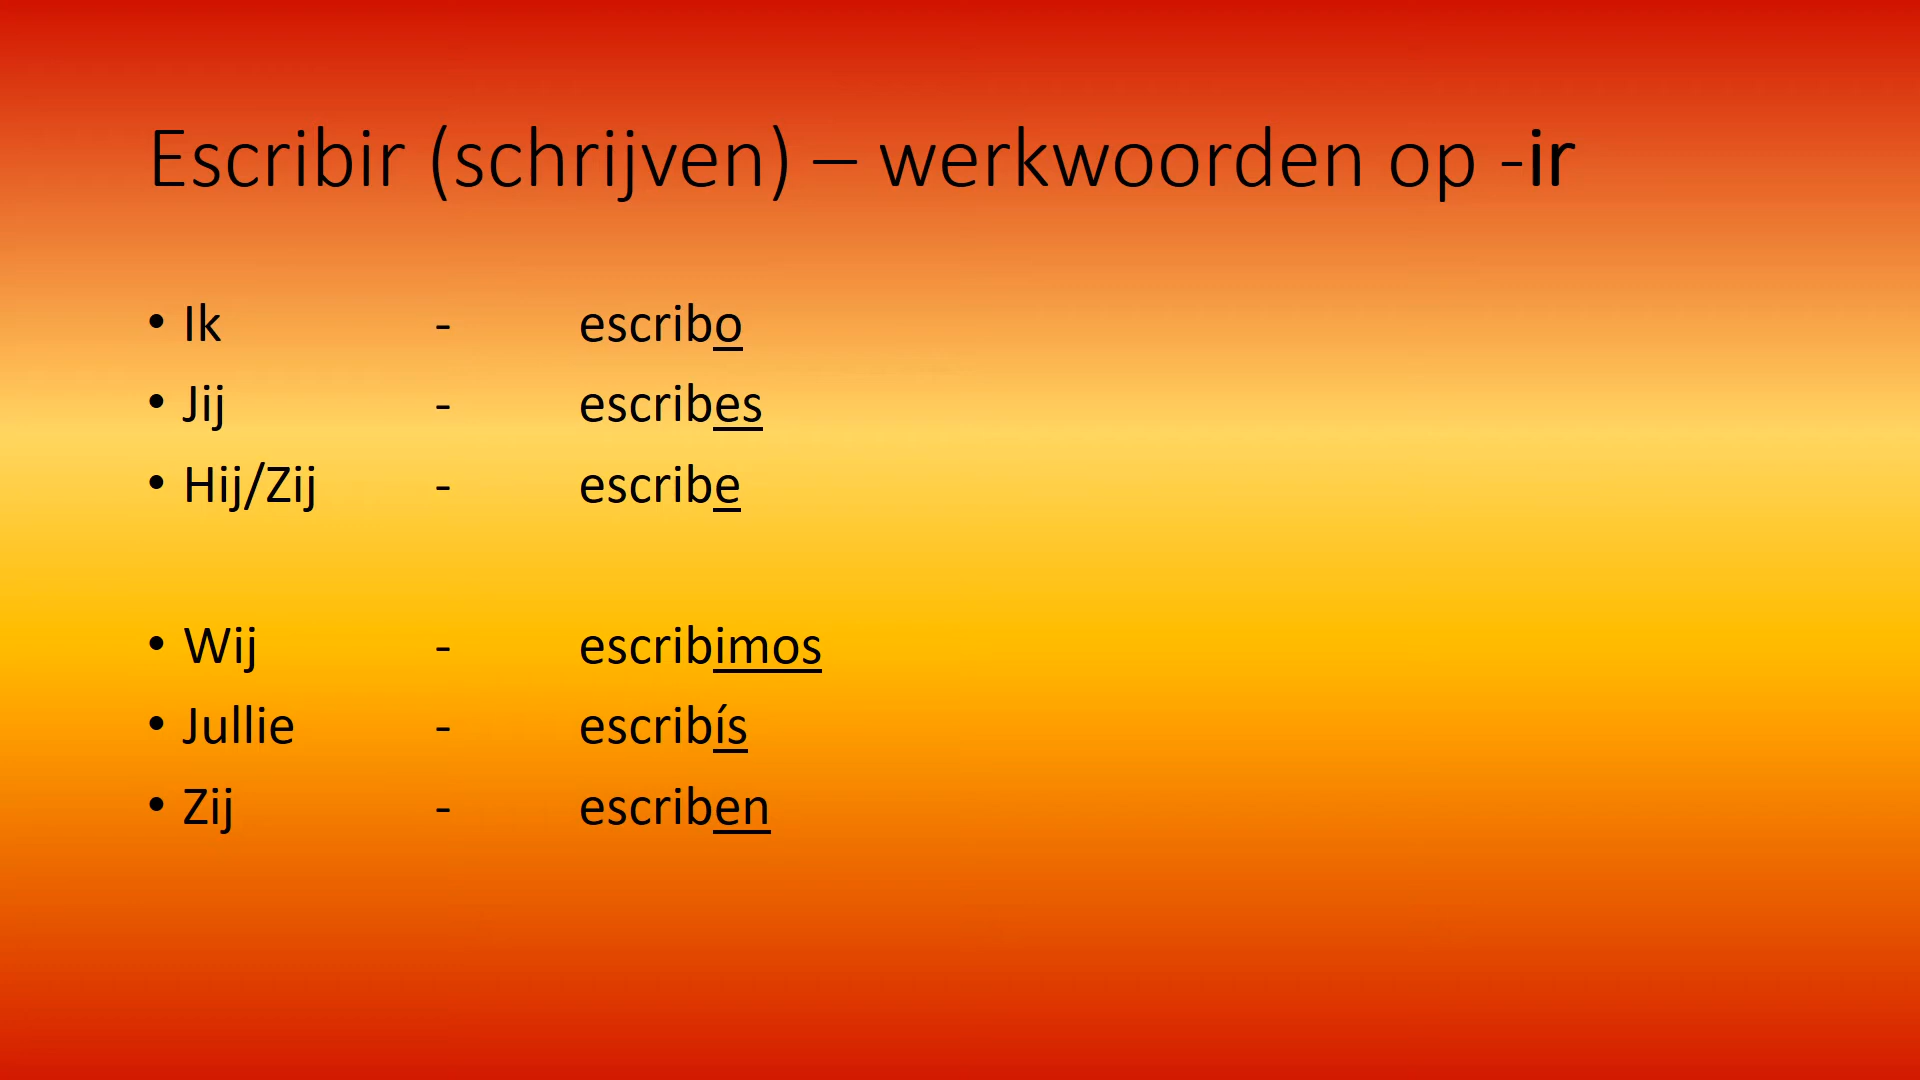 Escribir (schrijven) – werkwoorden op -ir
• Ik - escribo
• Jij - escribes
• Hij/Zij - escribe
• Wij - escribimos
• Jullie - escribís
• Zij - escriben